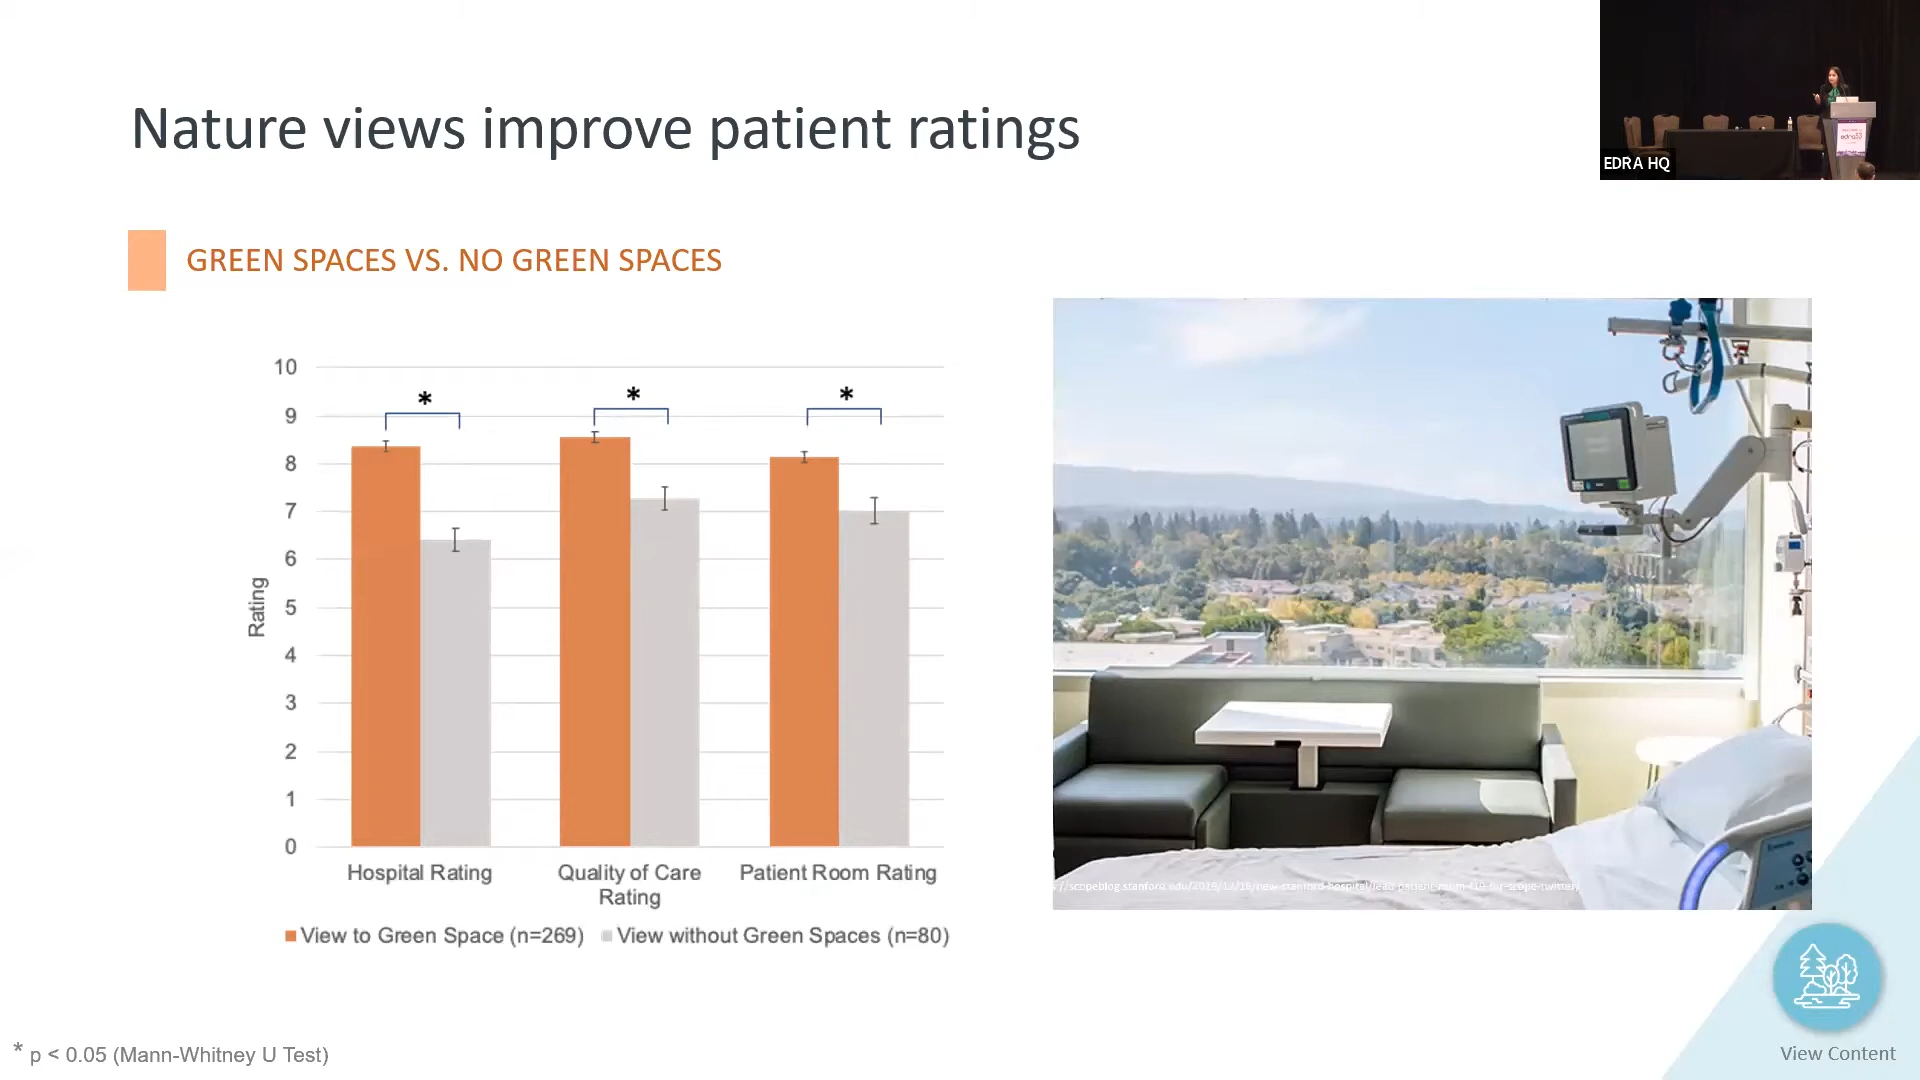 Nature views improve patient ratings
EDRA HQ
GREEN SPACES VS. NO GREEN SPACES
10
9
8
7
6
5
4
3
2
1
0
Rating
*
*
*
Hospital Rating
Quality of Care
Rating
Patient Room Rating
View to Green Space (n=269)
View without Green Spaces (n=80)
* p < 0.05 (Mann-Whitney U Test)
View Content